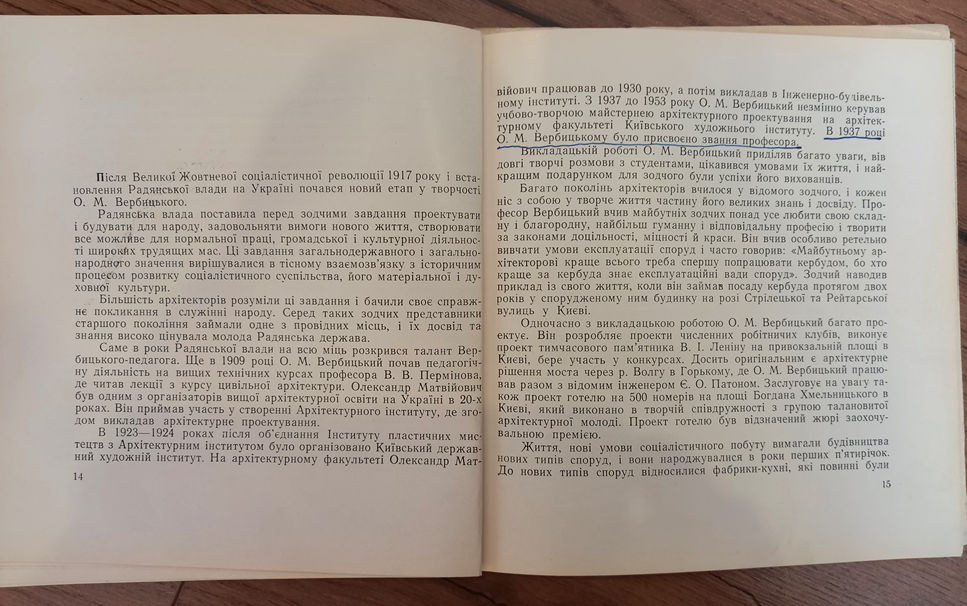 Після Великої Жовтневої соціалістичної революції 1917 року і вста-
новлення Радянської влади на Україні почався новий етап у творчості
О. М. Вербицького.
Радянська влада поставила перед зодчими завдання проектувати
і будувати для народу, задовольняти вимоги нового життя, створювати
все можливе для нормальної праці, громадської і культурної діяльнос-
ті широких трудящих мас. Ці завдання загальнодержавного і загально-
народного значення вирішувалися в тісному взаємозв’язку з історичним
процесом розвитку соціалістичного суспільства, його матеріальної і ду-
ховної культури.
Більшість архітекторів розуміли ці завдання і бачили своє справж-
нє покликання в служінні народу. Серед таких зодчих представники
старшого покоління займали одне з провідних місць, і їх досвід та
знання високо цінувала молода Радянська держава.
Саме в роки Радянської влади на всю міць розкрився талант Вер-
бицького-педагога. Ще в 1909 році О. М. Вербицький почав педагогіч-
ну діяльність на вищих технічних курсах професора В. В. Пермінова,
де читав лекції з курсу цивільної архітектури. Олександр Матвійович
був одним з організаторів вищої архітектурної освіти на Україні в 20-х
роках. Він приймав участь у створенні Архітектурного інституту, де зго-
дом викладав архітектурне проектування.
В 1923—1924 роках після об’єднання Інституту пластичних мис-
тецтв з Архітектурним інститутом було організовано Київський держав-
ний художній інститут. На архітектурному факультеті Олександр Мат-
14
війович працював до 1930 року, а потім викладав в Інженерно-будівель-
ному інституті. З 1937 до 1953 року О. М. Вербицький незмінно керував
учбово-творчою майстернею архітектурного проектування на архітек-
турному факультеті Київського художнього інституту. В 1937 році
О. М. Вербицькому було присвоєно звання професора.
Викладацькій роботі О. М. Вербицький приділяв багато уваги, вів
довгі творчі розмови з студентами, цікавився умовами їх життя, і най-
кращим подарунком для зодчого були успіхи його вихованців.
Багато поколінь архітекторів вчилося у відомого зодчого, і кожен
ніс з собою у творче життя частину його великих знань і досвіду. Про-
фесор Вербицький вчив майбутніх зодчих понад усе любити свою склад-
ну і благородну, найбільш гуманну і відповідальну професію і творити
за законами доцільності, міцності й краси. Він вчив особливо ретельно
вивчати умови експлуатації споруд і часто говорив: «Майбутньому ар-
хітекторові краще всього треба спершу попрацювати кербудом, бо хто
краще за кербуда знає експлуатаційні вади споруд». Зодчий наводив
приклад із свого життя, коли він займав посаду кербуда протягом двох
років у спорудженому ним будинку на розі Стрілецької та Рейтарської
вулиць у Києві.
Одночасно з викладацькою роботою О. М. Вербицький багато про-
ектує. Він розробляє проекти численних робітничих клубів, виконує
проект тимчасового пам’ятника В. І. Леніну на привокзальній площі в
Києві, бере участь у конкурсах. Досить оригінальним є архітектурне
рішення моста через р. Волгу в Горькому, де О. М. Вербицький працю-
вав разом з відомим інженером Є. О. Патоном. Заслуговує на увагу та-
кож проект готелю на 500 номерів на площі Богдана Хмельницького в
Києві, який виконано в творчій співдружності з групою талановитої
архітектурної молоді. Проект готелю був відзначений жюрі заохочу-
вальною премією.
Життя, нові умови соціалістичного побуту вимагали будівництва
нових типів споруд, і вони народжувалися в роки перших п’ятирічок.
До нових типів споруд відносилися фабрики-кухні, які повинні були
15